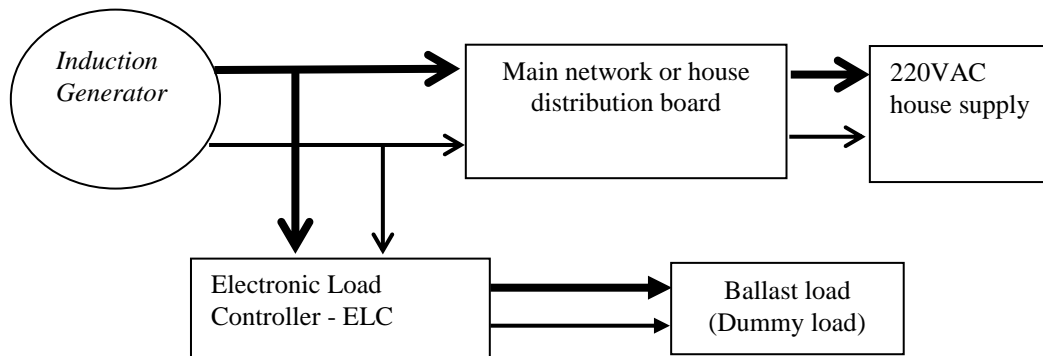 Induction
Generator
Main network or house
distribution board
220VAC
house supply
Electronic Load
Controller - ELC
Ballast load
(Dummy load)